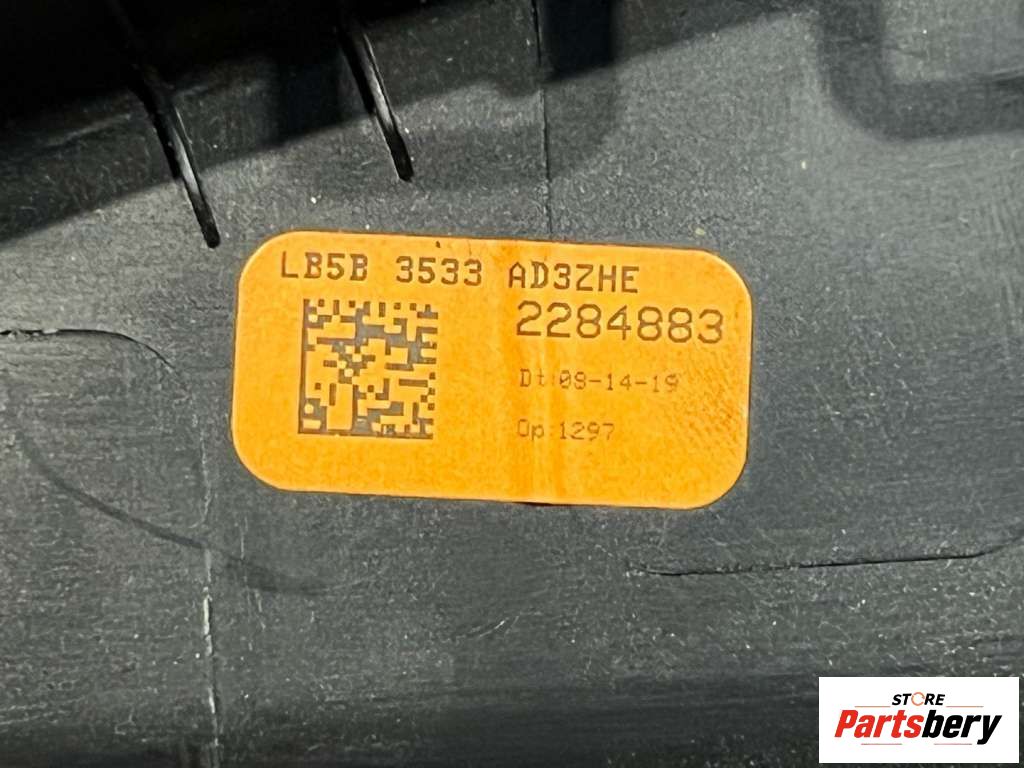 LB5B 3533 AD3ZHE
2284883
Dt:08-14-19
Op:1297
STORE
Partsbery